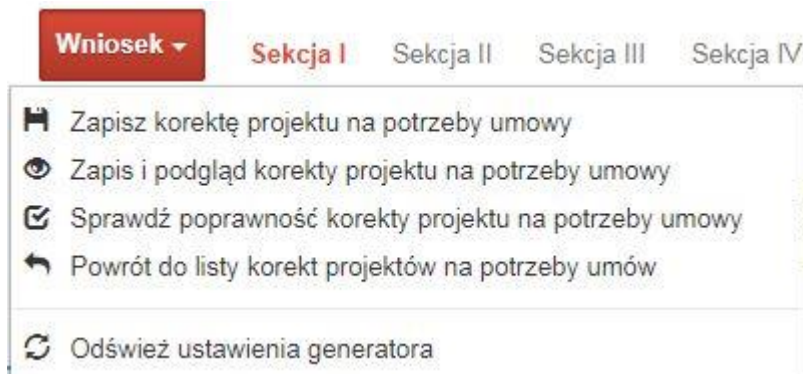 Wniosek Sekcja I Sekcja II Sekcja III Sekcja IV
Zapisz korektę projektu na potrzeby umowy
Zapis i podgląd korekty projektu na potrzeby umowy
Sprawdź poprawność korekty projektu na potrzeby umowy
Powrót do listy korekt projektów na potrzeby umów
Odśwież ustawienia generatora